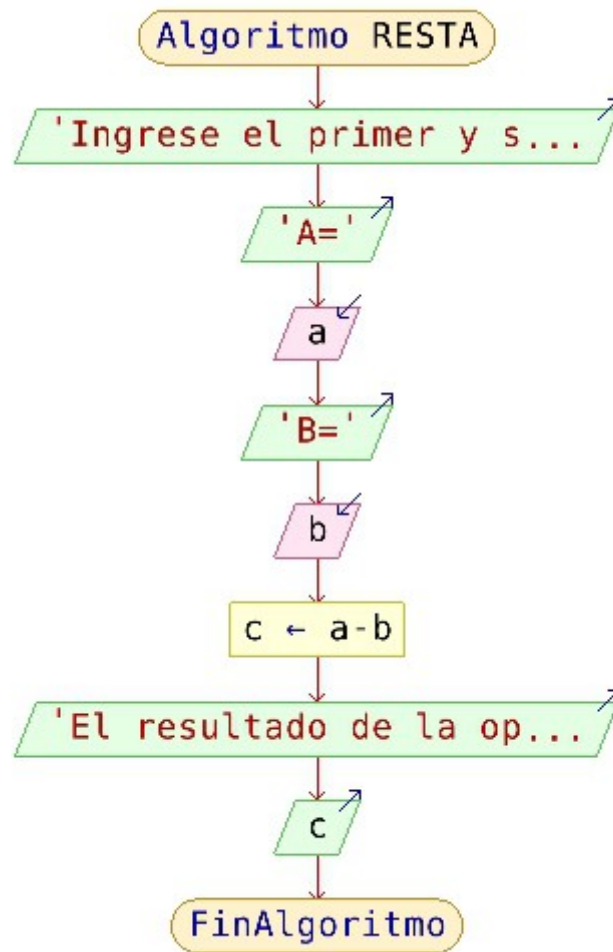 Algoritmo RESTA
'Ingrese el primer y s...
'A='
a
'B='
b
c ← a-b
'El resultado de la op...
c
FinAlgoritmo